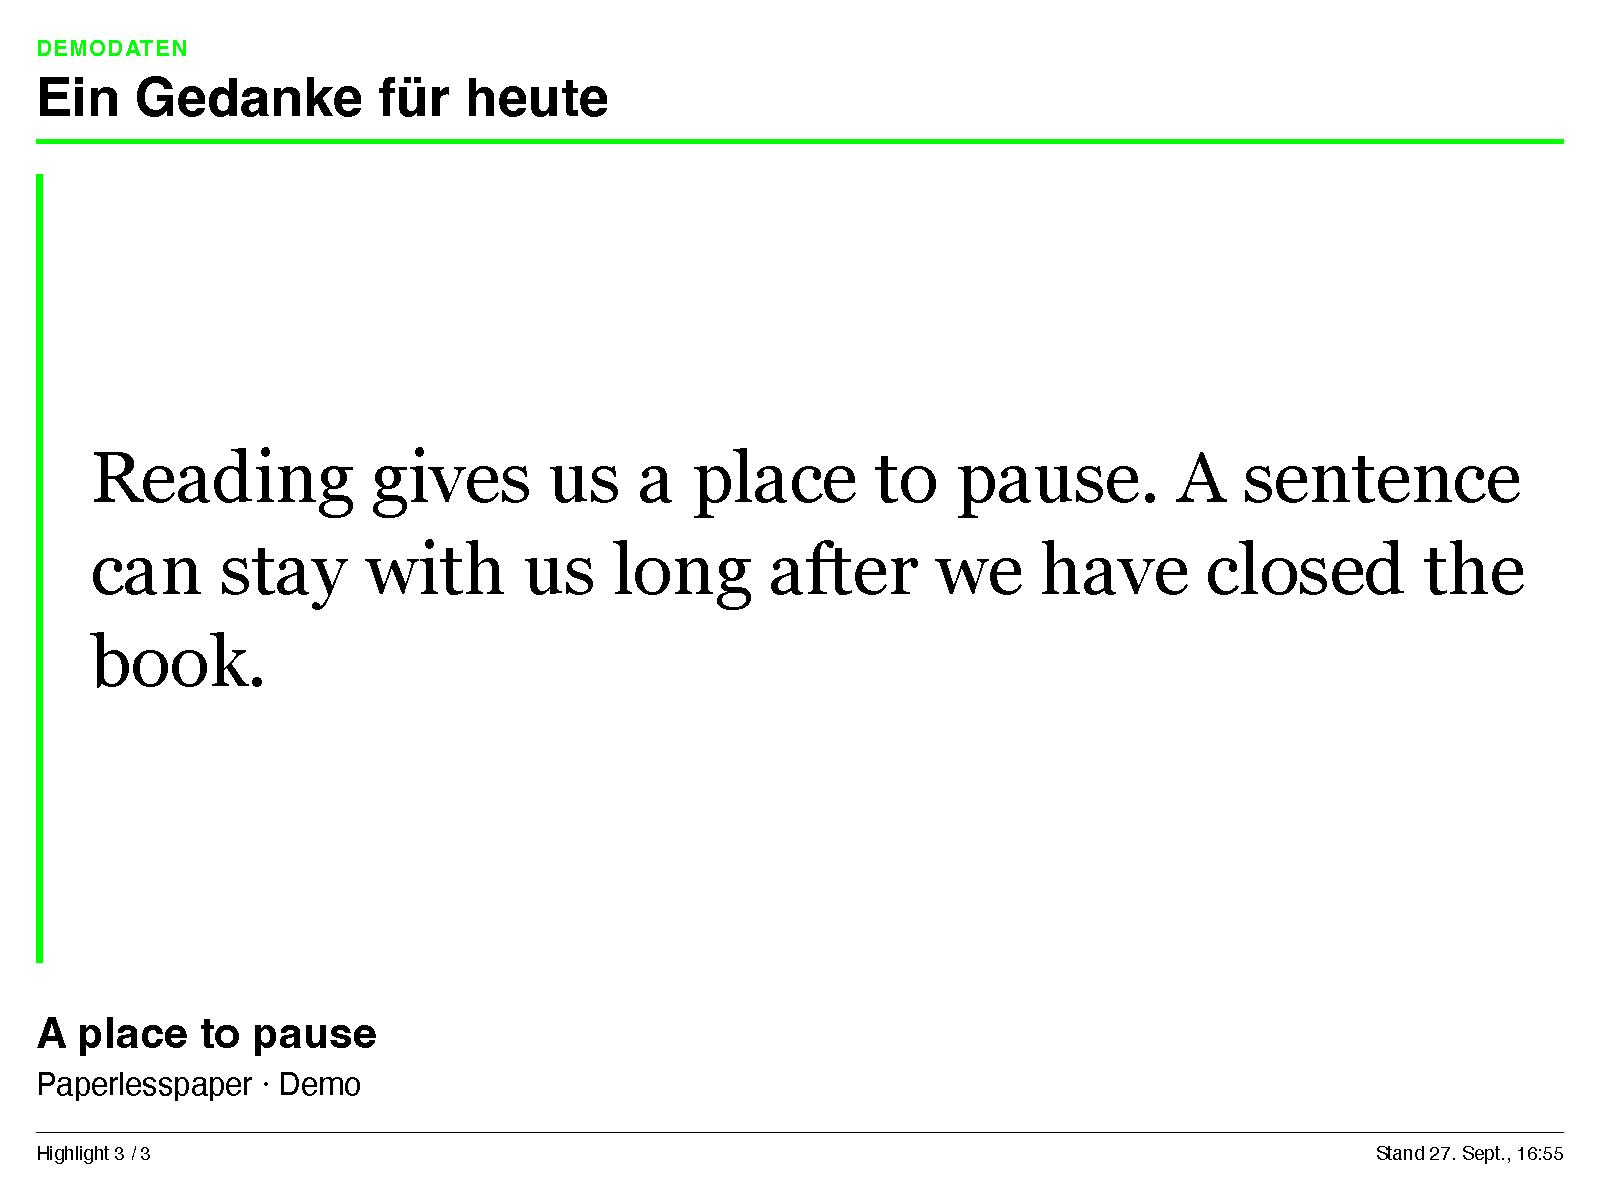 DEMODATEN
Ein Gedanke für heute
Reading gives us a place to pause. A sentence
can stay with us long after we have closed the
book.
A place to pause
Paperlesspaper · Demo
Highlight 3 / 3
Stand 27. Sept., 16:55